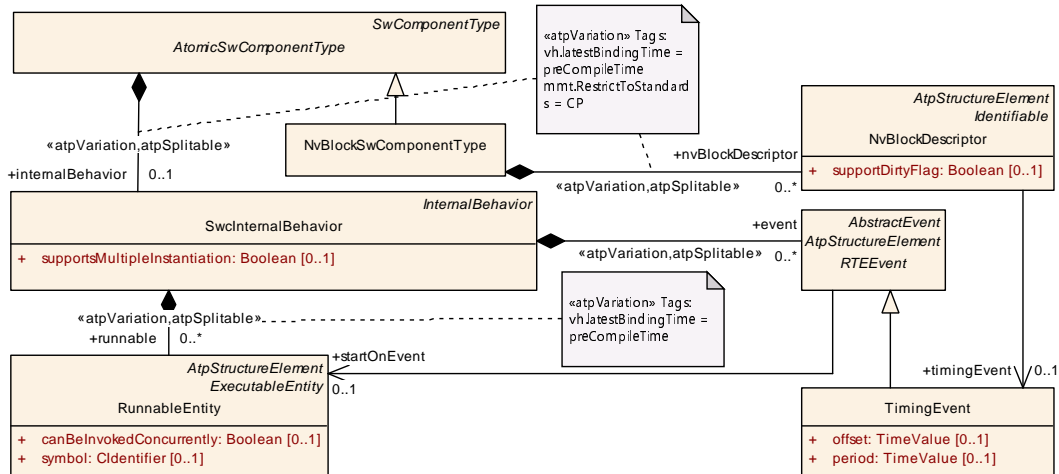 SwComponentType
AtomicSwComponentType
«atpVariation» Tags:
vh.latestBindingTime =
preCompileTime
mmt.RestrictToStandard
s = CP
AtpStructureElement
Identifiable
NvBlockDescriptor
+ supportDirtyFlag: Boolean [0..1]
NvBlockSwComponentType
«atpVariation,atpSplitable»
+internalBehavior 0..1
+nvBlockDescriptor
«atpVariation,atpSplitable» 0..*
InternalBehavior
SwcInternalBehavior
+ supportsMultipleInstantiation: Boolean [0..1]
+event
«atpVariation,atpSplitable» 0..*
AbstractEvent
AtpStructureElement
RTEEvent
«atpVariation,atpSplitable»
+runnable 0..*
«atpVariation» Tags:
vh.latestBindingTime =
preCompileTime
+startOnEvent
0..1
+timingEvent 0..1
AtpStructureElement
ExecutableEntity
RunnableEntity
+ canBeInvokedConcurrently: Boolean [0..1]
+ symbol: CIdentifier [0..1]
TimingEvent
+ offset: TimeValue [0..1]
+ period: TimeValue [0..1]